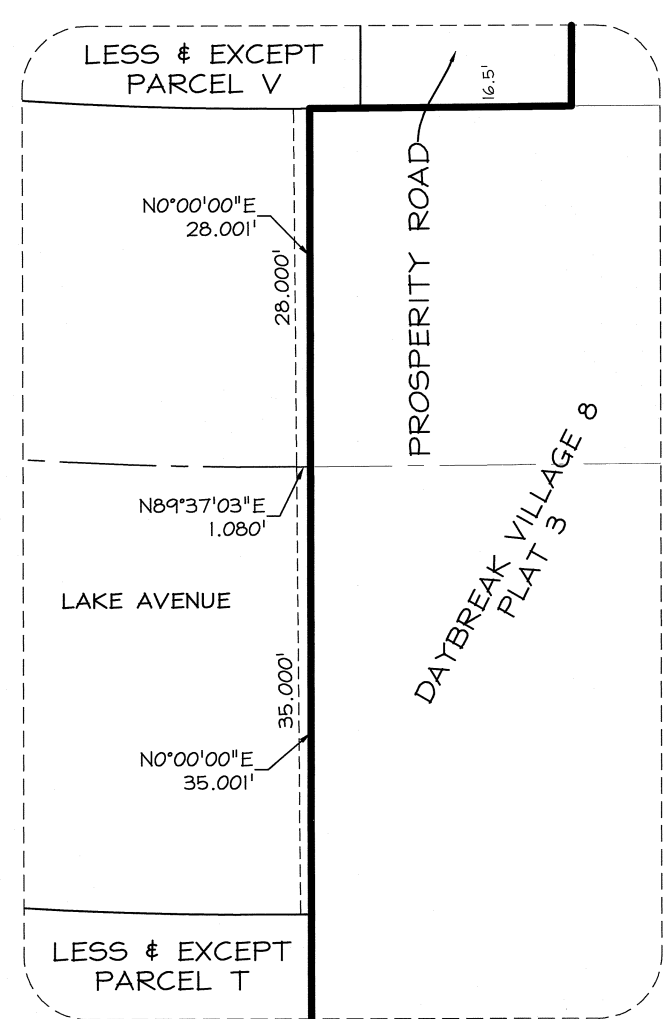 LESS & EXCEPT
PARCEL V
16.5'
PROSPERITY ROAD
N0°00'00"E
28.001'
28.000'
N89°37'03"E
1.080'
LAKE AVENUE
DAYBREAK VILLAGE 8
PLAT 3
35.000'
N0°00'00"E
35.001'
LESS & EXCEPT
PARCEL T